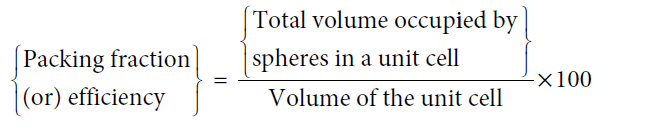 Total volume occupied by
spheres in a unit cell
Packing fraction
(or) efficiency
=
×100
Volume of the unit cell